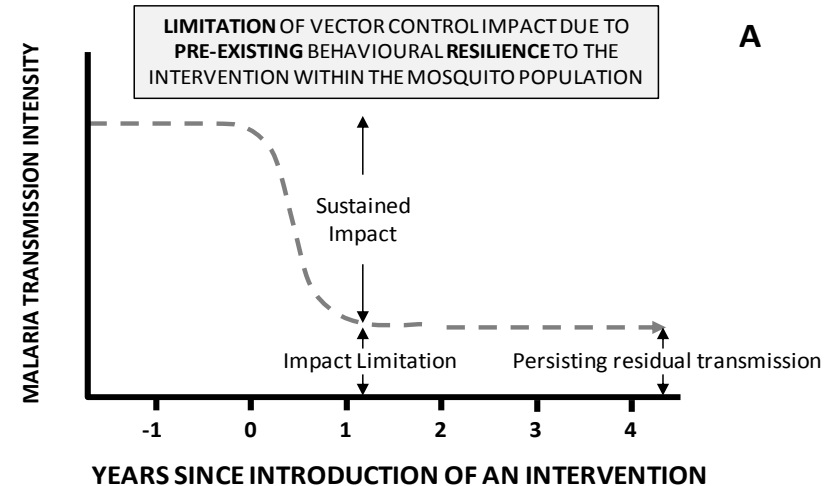 LIMITATION OF VECTOR CONTROL IMPACT DUE TO
PRE-EXISTING BEHAVIOURAL RESILIENCE TO THE
INTERVENTION WITHIN THE MOSQUITO POPULATION
A
MALARIA TRANSMISSION INTENSITY
Sustained
Impact
Impact Limitation
Persisting residual transmission
-1 0 1 2 3 4
YEARS SINCE INTRODUCTION OF AN INTERVENTION